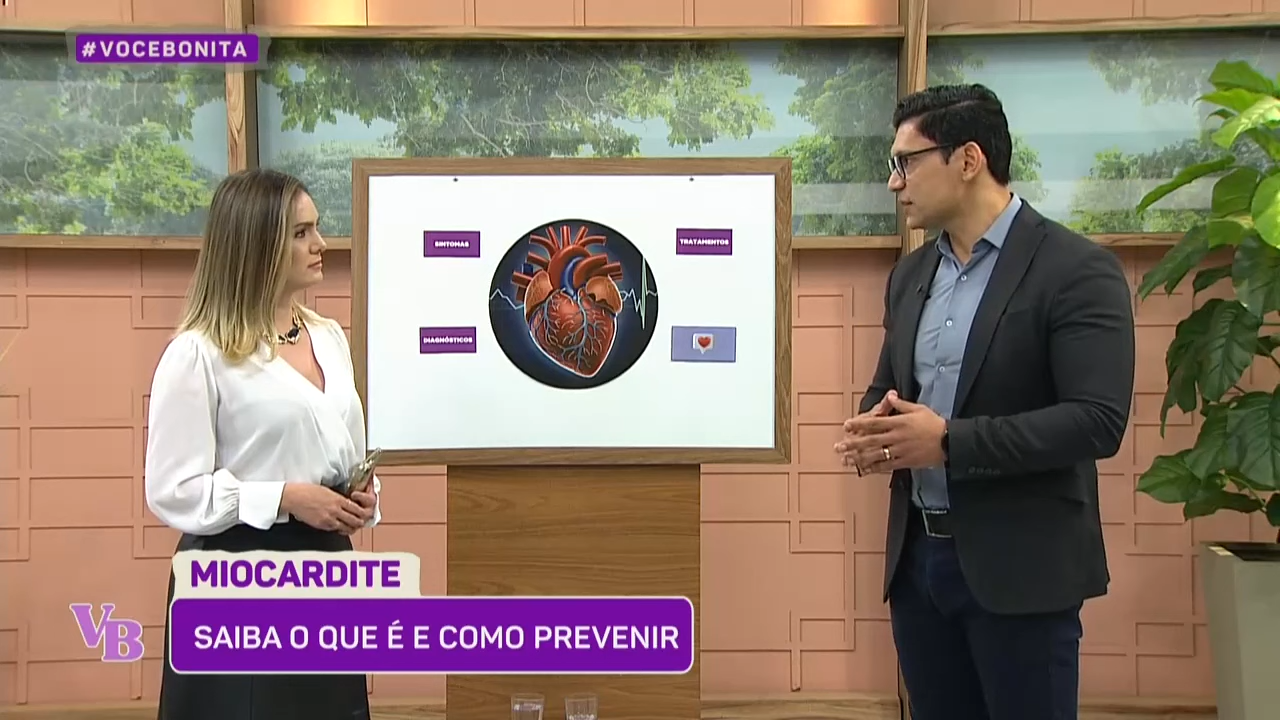 #VOCEBONITA
SINTOMAS
TRATAMENTOS
DIAGNÓSTICOS
MIOCARDITE
VB
SAIBA O QUE É E COMO PREVENIR